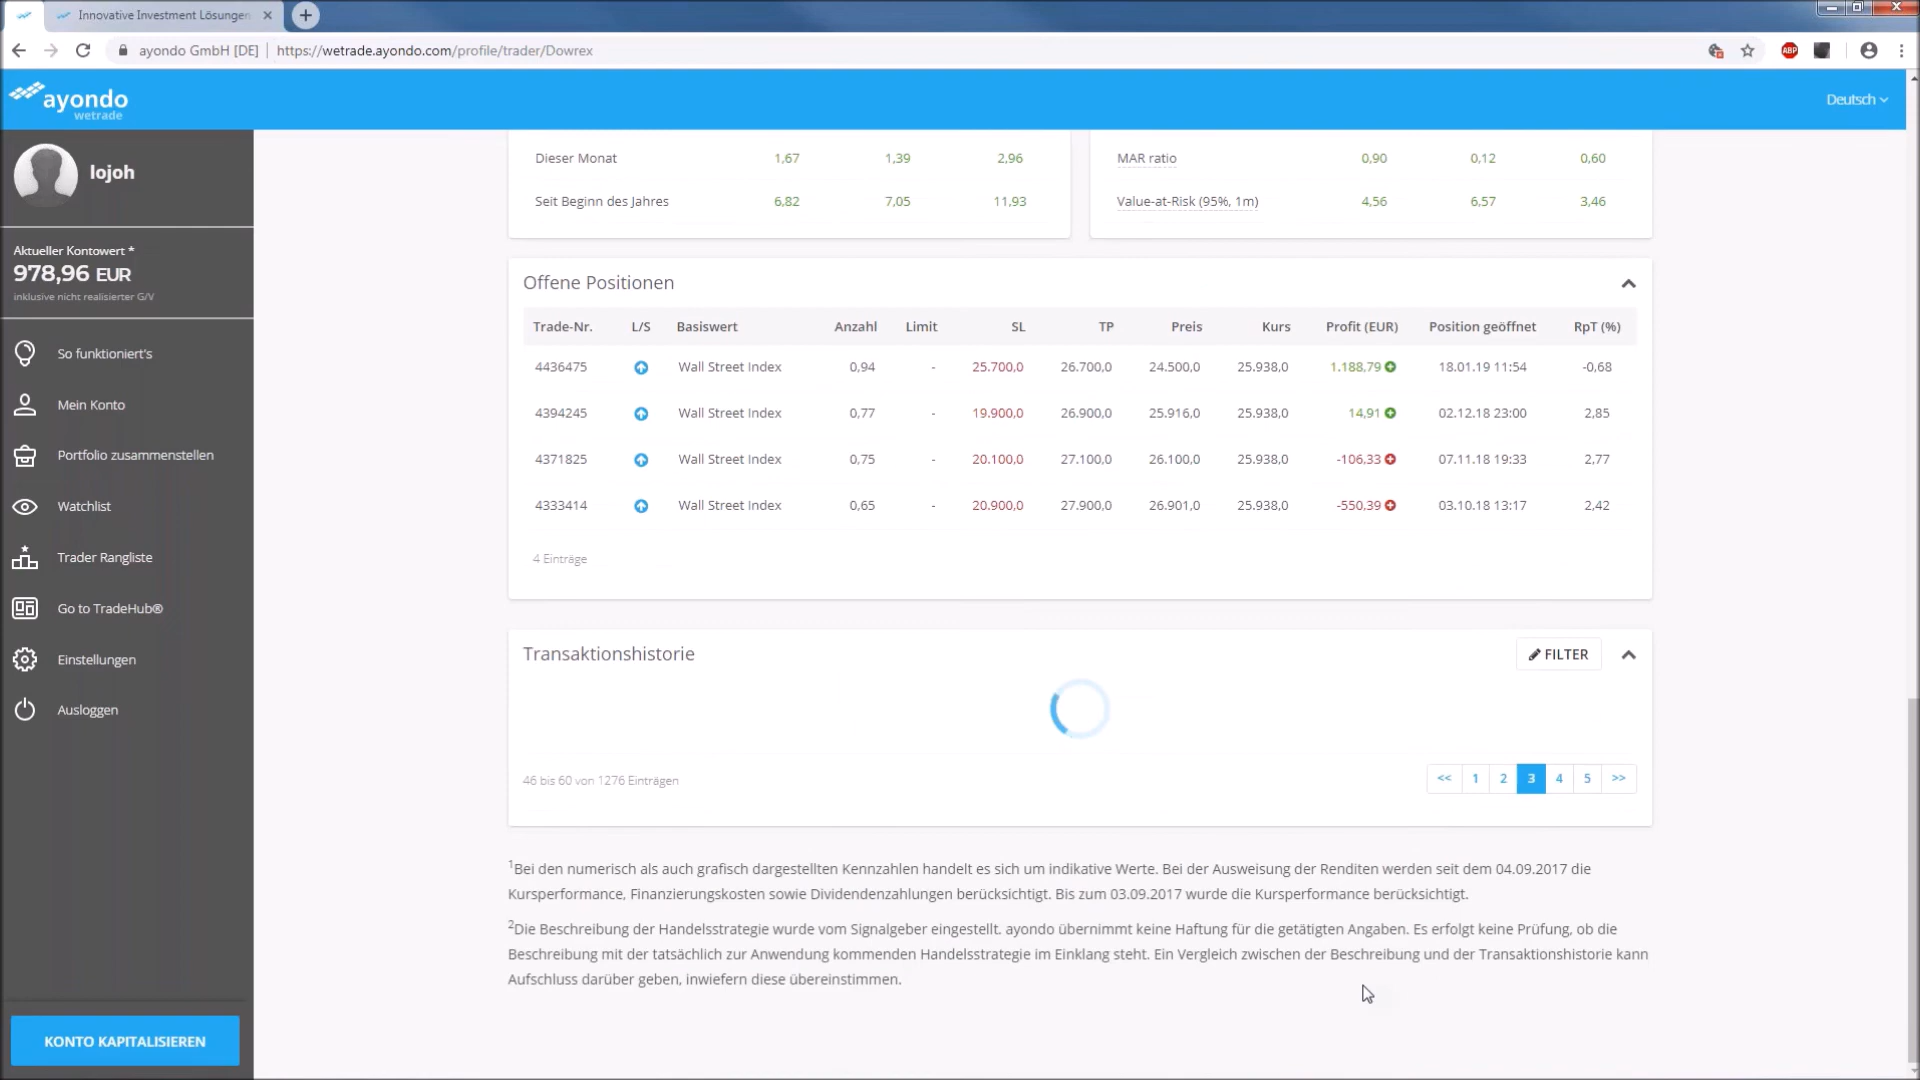 Innovative Investment Lösungen
ayondo GmbH [DE] | https://wetrade.ayondo.com/profile/trader/Dowrex
ABP
ayondo
wetrade
Deutsch
lojoh
Aktueller Kontowert *
978,96 EUR
inklusive nicht realisierter G/V
So funktioniert's
Mein Konto
Portfolio zusammenstellen
Watchlist
Trader Rangliste
Go to TradeHub®
Einstellungen
Ausloggen
KONTO KAPITALISIEREN
Dieser Monat 1,67 1,39 2,96
Seit Beginn des Jahres 6,82 7,05 11,93
MAR ratio 0,90 0,12 0,60
Value-at-Risk (95%, 1m) 4,56 6,57 3,46
Offene Positionen
Trade-Nr. L/S Basiswert Anzahl Limit SL TP Preis Kurs Profit (EUR) Position geöffnet RpT (%)
4436475 Wall Street Index 0,94 - 25.700,0 26.700,0 24.500,0 25.938,0 1.188,79 18.01.19 11:54 -0,68
4394245 Wall Street Index 0,77 - 19.900,0 26.900,0 25.916,0 25.938,0 14,91 02.12.18 23:00 2,85
4371825 Wall Street Index 0,75 - 20.100,0 27.100,0 26.100,0 25.938,0 -106,33 07.11.18 19:33 2,77
4333414 Wall Street Index 0,65 - 20.900,0 27.900,0 26.901,0 25.938,0 -550,39 03.10.18 13:17 2,42
4 Einträge
Transaktionshistorie
FILTER
46 bis 60 von 1276 Einträgen
<< 1 2 3 4 5 >>
1Bei den numerisch als auch grafisch dargestellten Kennzahlen handelt es sich um indikative Werte. Bei der Ausweisung der Renditen werden seit dem 04.09.2017 die
Kursperformance, Finanzierungskosten sowie Dividendenzahlungen berücksichtigt. Bis zum 03.09.2017 wurde die Kursperformance berücksichtigt.
2Die Beschreibung der Handelsstrategie wurde vom Signalgeber eingestellt. ayondo übernimmt keine Haftung für die getätigten Angaben. Es erfolgt keine Prüfung, ob die
Beschreibung mit der tatsächlich zur Anwendung kommenden Handelsstrategie im Einklang steht. Ein Vergleich zwischen der Beschreibung und der Transaktionshistorie kann
Aufschluss darüber geben, inwiefern diese übereinstimmen.